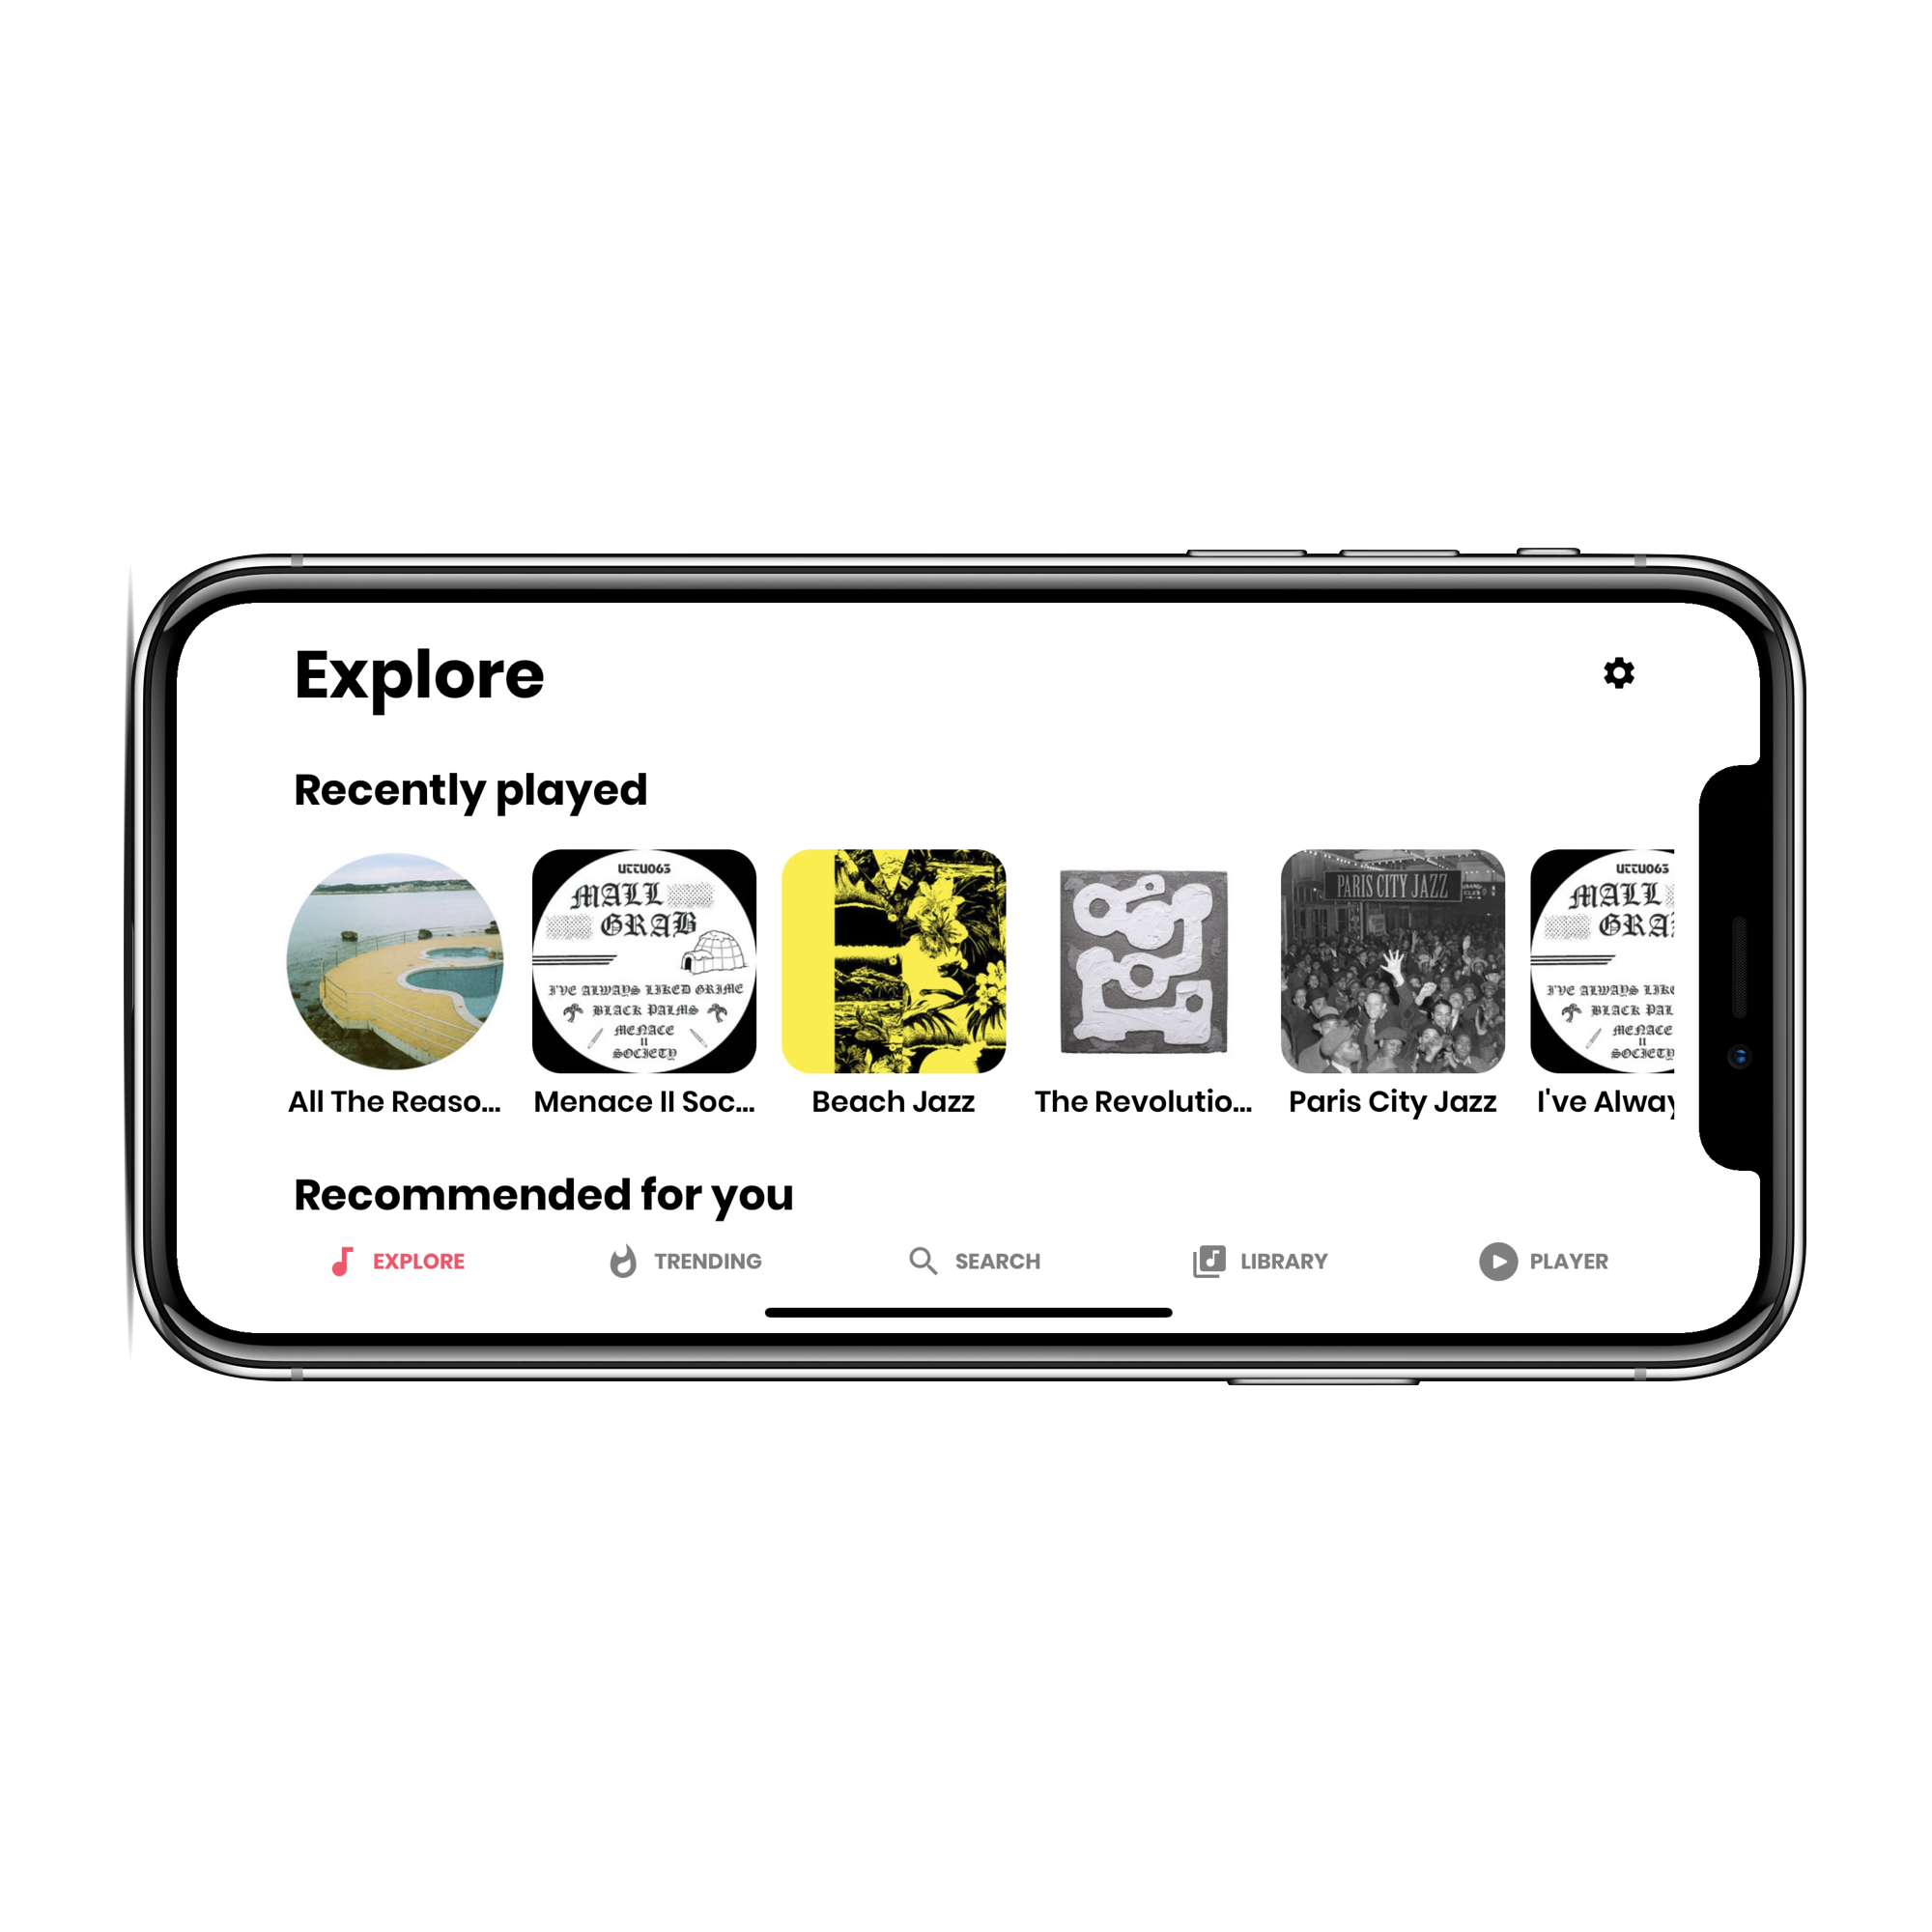 Explore
Recently played
UTTU063
MALL
GRAB
I'VE ALWAYS LIKED GRIME
BLACK PALMS
MENACE
II
SOCIETY
PARIS CITY JAZZ
UTTU063
MALL
GRA
I'VE ALWAYS LIKE
BLACK PAL
MENACE
II
SOCIETY
All The Reaso...
Menace II Soc...
Beach Jazz
The Revolutio...
Paris City Jazz
I've Alway
Recommended for you
EXPLORE
TRENDING
SEARCH
LIBRARY
PLAYER